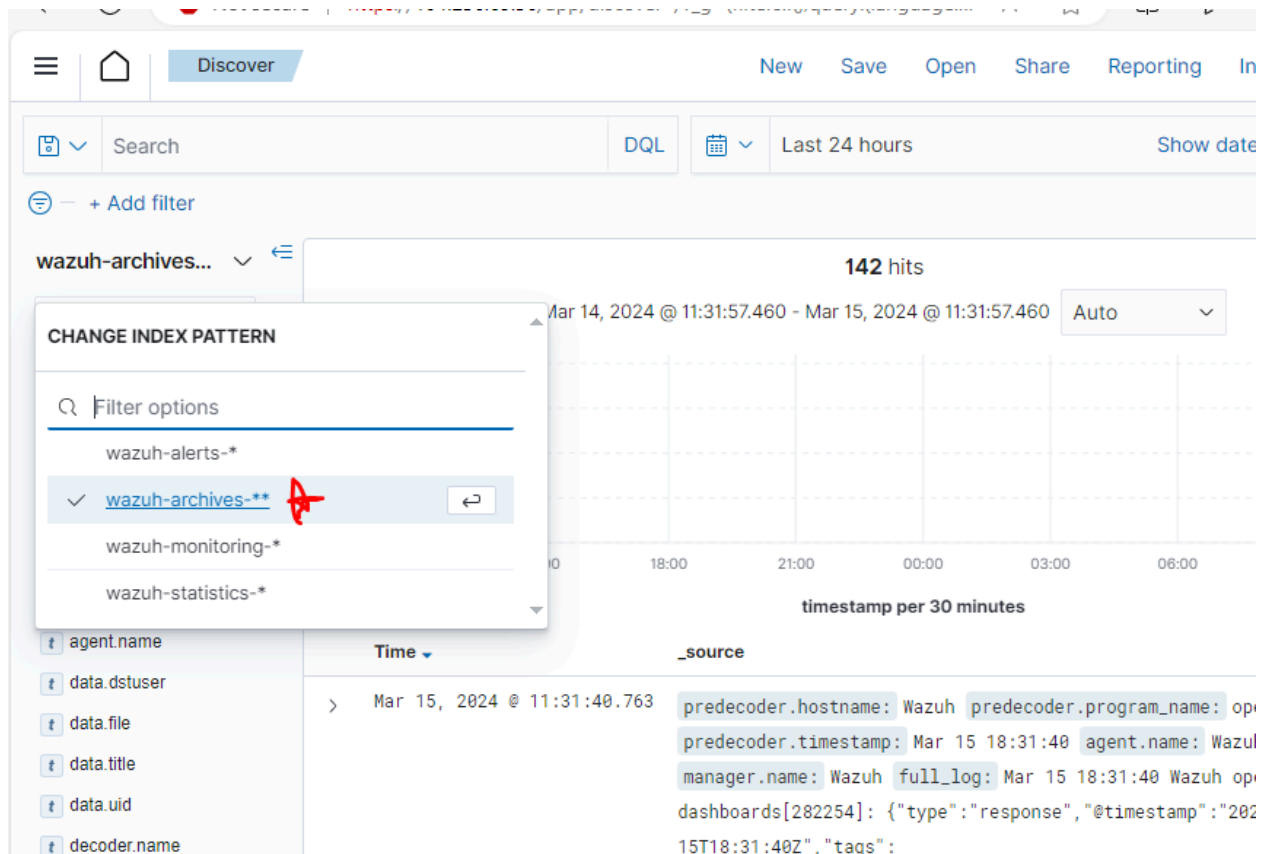 Discover New Save Open Share Reporting In
Search DQL Last 24 hours Show date
+ Add filter
wazuh-archives...
142 hits
Mar 14, 2024 @ 11:31:57.460 - Mar 15, 2024 @ 11:31:57.460 Auto
CHANGE INDEX PATTERN
Filter options
wazuh-alerts-*
wazuh-archives-**
wazuh-monitoring-*
wazuh-statistics-*
18:00 21:00 00:00 03:00 06:00
timestamp per 30 minutes
t agent.name
Time _source
t data.dstuser
t data.file
t data.title
t data.uid
t decoder.name
Mar 15, 2024 @ 11:31:40.763 predecoder.hostname: Wazuh predecoder.program_name: ope
predecoder.timestamp: Mar 15 18:31:40 agent.name: Wazuh
manager.name: Wazuh full_log: Mar 15 18:31:40 Wazuh ope
dashboards[282254]: {"type":"response","@timestamp":"202
15T18:31:40Z","tags":